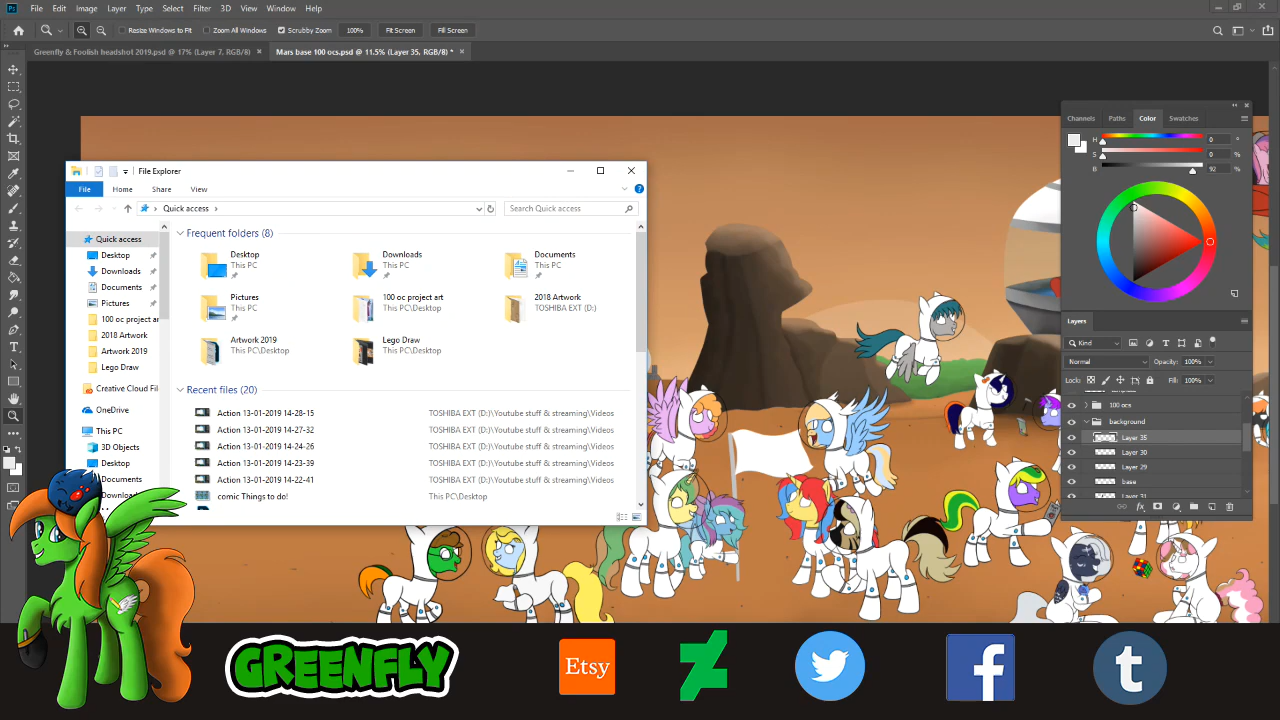 Ps File Edit Image Layer Type Select Filter 3D View Window Help
Resize Windows to Fit Zoom All Windows Scrubby Zoom 100% Fit Screen Fill Screen
Greenfly & Foolish headshot 2019.psd @ 17% (Layer 7, RGB/8) × Mars base 100 ocs.psd @ 11.5% (Layer 35, RGB/8) * ×
File Explorer
File Home Share View
Quick access
Search Quick access
Quick access
Desktop
Downloads
Documents
Pictures
100 oc project art
2018 Artwork
Artwork 2019
Lego Draw
Creative Cloud Fil
OneDrive
This PC
3D Objects
Desktop
Documents
Frequent folders (8)
Desktop
This PC
Downloads
This PC
Documents
This PC
Pictures
This PC
100 oc project art
This PC\Desktop
2018 Artwork
TOSHIBA EXT (D:)
Artwork 2019
This PC\Desktop
Lego Draw
This PC\Desktop
Recent files (20)
Action 13-01-2019 14-28-15 TOSHIBA EXT (D:)\Youtube stuff & streaming\Videos
Action 13-01-2019 14-27-32 TOSHIBA EXT (D:)\Youtube stuff & streaming\Videos
Action 13-01-2019 14-24-26 TOSHIBA EXT (D:)\Youtube stuff & streaming\Videos
Action 13-01-2019 14-23-39 TOSHIBA EXT (D:)\Youtube stuff & streaming\Videos
Action 13-01-2019 14-22-41 TOSHIBA EXT (D:)\Youtube stuff & streaming\Videos
comic Things to do! This PC\Desktop
Channels Paths Color Swatches
H 0 °
S 0 %
B 92 %
Layers
Kind
Normal Opacity: 100%
Lock: Fill: 100%
100 ocs
background
Layer 35
Layer 30
Layer 29
base
Layer 31
GREENFLY
Etsy
f
t